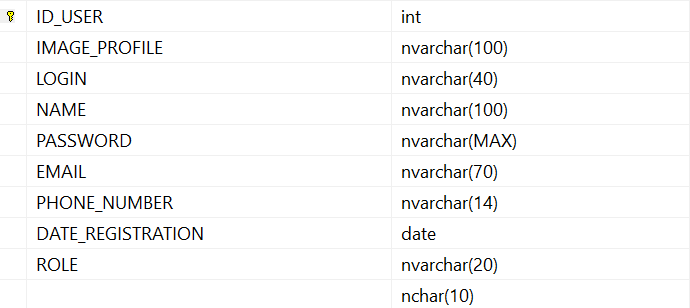 ID_USER int
IMAGE_PROFILE nvarchar(100)
LOGIN nvarchar(40)
NAME nvarchar(100)
PASSWORD nvarchar(MAX)
EMAIL nvarchar(70)
PHONE_NUMBER nvarchar(14)
DATE_REGISTRATION date
ROLE nvarchar(20)
nchar(10)